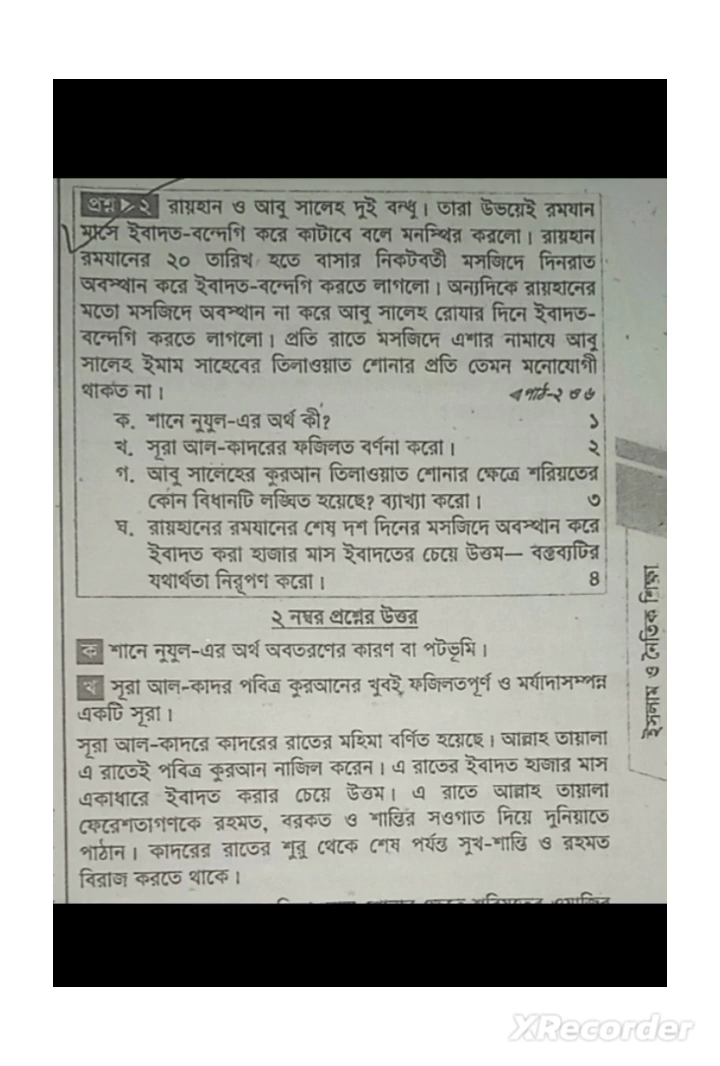 প্রশ্ন ▶ ২ রায়হান ও আবু সালেহ দুই বন্ধু। তারা উভয়েই রমযান
মাসে ইবাদত-বন্দেগি করে কাটাবে বলে মনস্থির করলো। রায়হান
রমযানের ২০ তারিখ হতে বাসার নিকটবর্তী মসজিদে দিনরাত
অবস্থান করে ইবাদত-বন্দেগি করতে লাগলো। অন্যদিকে রায়হানের
মতো মসজিদে অবস্থান না করে আবু সালেহ রোযার দিনে ইবাদত-
বন্দেগি করতে লাগলো। প্রতি রাতে মসজিদে এশার নামাযে আবু
সালেহ ইমাম সাহেবের তিলাওয়াত শোনার প্রতি তেমন মনোযোগী
থাকত না। পাঠ-২ ও ৬
ক. শানে নুযুল-এর অর্থ কী? ১
খ. সূরা আল-কাদরের ফজিলত বর্ণনা করো। ২
গ. আবু সালেহের কুরআন তিলাওয়াত শোনার ক্ষেত্রে শরিয়তের
কোন বিধানটি লঙ্ঘিত হয়েছে? ব্যাখ্যা করো। ৩
ঘ. রায়হানের রমযানের শেষ দশ দিনের মসজিদে অবস্থান করে
ইবাদত করা হাজার মাস ইবাদতের চেয়ে উত্তম— বক্তব্যটির
যথার্থতা নিরূপণ করো। ৪
২ নম্বর প্রশ্নের উত্তর
ক শানে নুযুল-এর অর্থ অবতরণের কারণ বা পটভূমি।
খ সূরা আল-কাদর পবিত্র কুরআনের খুবই ফজিলতপূর্ণ ও মর্যাদাসম্পন্ন
একটি সূরা।
সূরা আল-কাদরে কাদরের রাতের মহিমা বর্ণিত হয়েছে। আল্লাহ তায়ালা
এ রাতেই পবিত্র কুরআন নাজিল করেন। এ রাতের ইবাদত হাজার মাস
একাধারে ইবাদত করার চেয়ে উত্তম। এ রাতে আল্লাহ তায়ালা
ফেরেশতাগণকে রহমত, বরকত ও শান্তির সওগাত দিয়ে দুনিয়াতে
পাঠান। কাদরের রাতের শুরু থেকে শেষ পর্যন্ত সুখ-শান্তি ও রহমত
বিরাজ করতে থাকে।
ইসলাম ও নৈতিক শিক্ষা
XRecorder